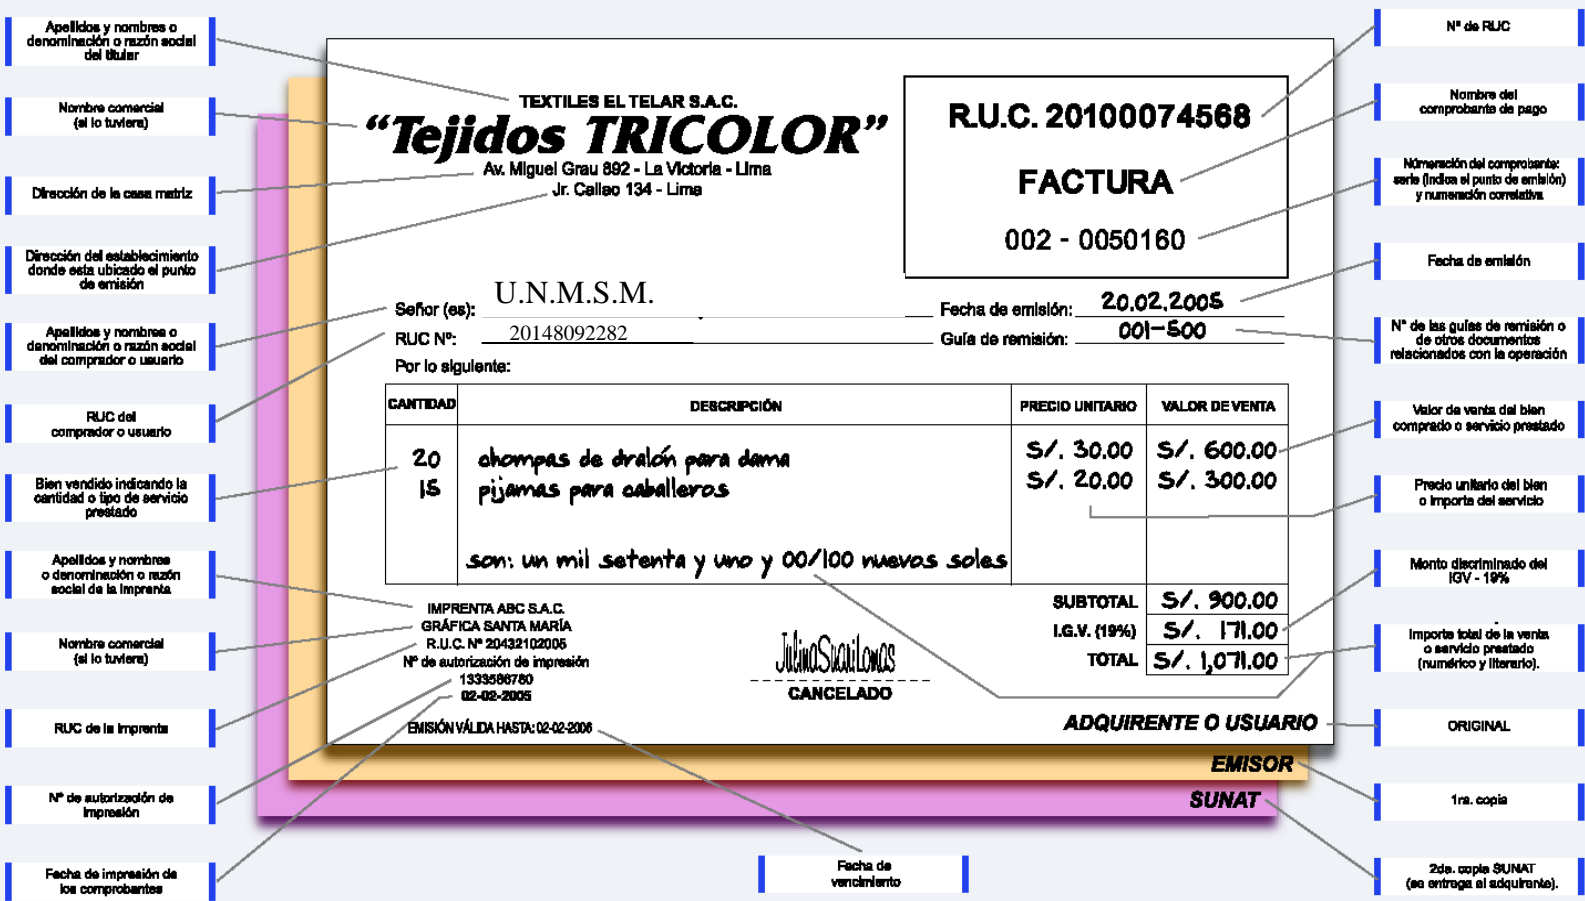 Apellidos y nombres o
denominación o razón social
del titular
Nombre comercial
(si lo tuviera)
Dirección de la casa matriz
Dirección del establecimiento
donde esta ubicado el punto
de emisión
Apellidos y nombres o
denominación o razón social
del comprador o usuario
RUC del
comprador o usuario
Bien vendido indicando la
cantidad o tipo de servicio
prestado
Apellidos y nombres
o denominación o razón
social de la imprenta
Nombre comercial
(si lo tuviera)
RUC de la imprenta
N° de autorización de
impresión
Fecha de impresión de
los comprobantes
TEXTILES EL TELAR S.A.C.
“Tejidos TRICOLOR”
Av. Miguel Grau 892 - La Victoria - Lima
Jr. Callao 134 - Lima
R.U.C. 20100074568
FACTURA
002 - 0050160
Señor (es): U.N.M.S.M.
Fecha de emisión: 20.02.2005
RUC N°: 20148092282
Guía de remisión: 001-500
Por lo siguiente:
CANTIDAD DESCRIPCIÓN PRECIO UNITARIO VALOR DE VENTA
20 chompas de dralón para dama S/. 30.00 S/. 600.00
15 pijamas para caballeros S/. 20.00 S/. 300.00
son: un mil setenta y uno y 00/100 nuevos soles
SUBTOTAL S/. 900.00
I.G.V. (19%) S/. 171.00
TOTAL S/. 1,071.00
IMPRENTA ABC S.A.C.
GRÁFICA SANTA MARÍA
R.U.C. N° 20432102005
N° de autorización de impresión
1333586780
02-02-2005
EMISIÓN VÁLIDA HASTA: 02-02-2006
CANCELADO
ADQUIRENTE O USUARIO
EMISOR
SUNAT
Fecha de
vencimiento
N° de RUC
Nombre del
comprobante de pago
Númeración del comprobante:
serie (indica el punto de emisión)
y numeración correlativa
Fecha de emisión
N° de las guías de remisión o
de otros documentos
relacionados con la operación
Valor de venta del bien
comprado o servicio prestado
Precio unitario del bien
o importe del servicio
Monto discriminado del
IGV - 19%
Importe total de la venta
o servicio prestado
(numérico y literario).
ORIGINAL
1ra. copia
2da. copia SUNAT
(se entrega al adquirente).